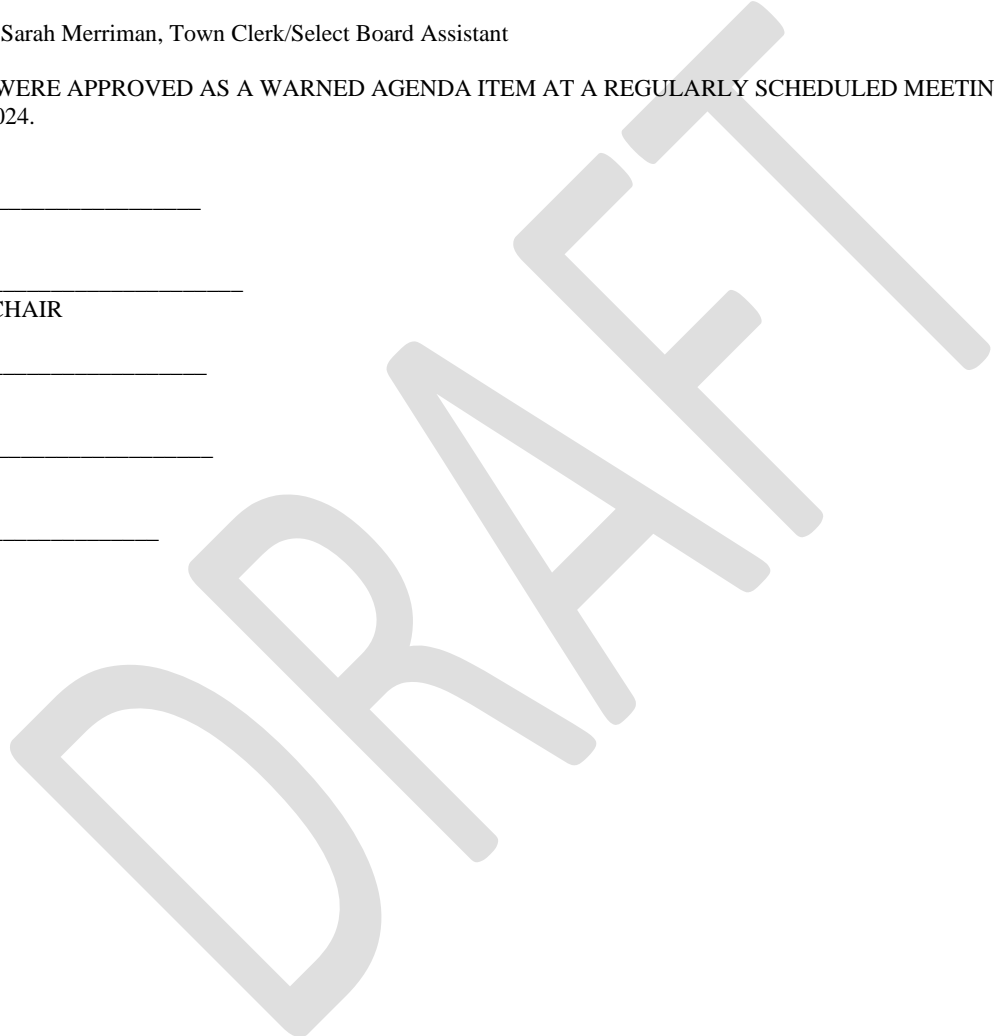 Sarah Merriman, Town Clerk/Select Board Assistant
WERE APPROVED AS A WARNED AGENDA ITEM AT A REGULARLY SCHEDULED MEETIN
024.
CHAIR
DRAFT